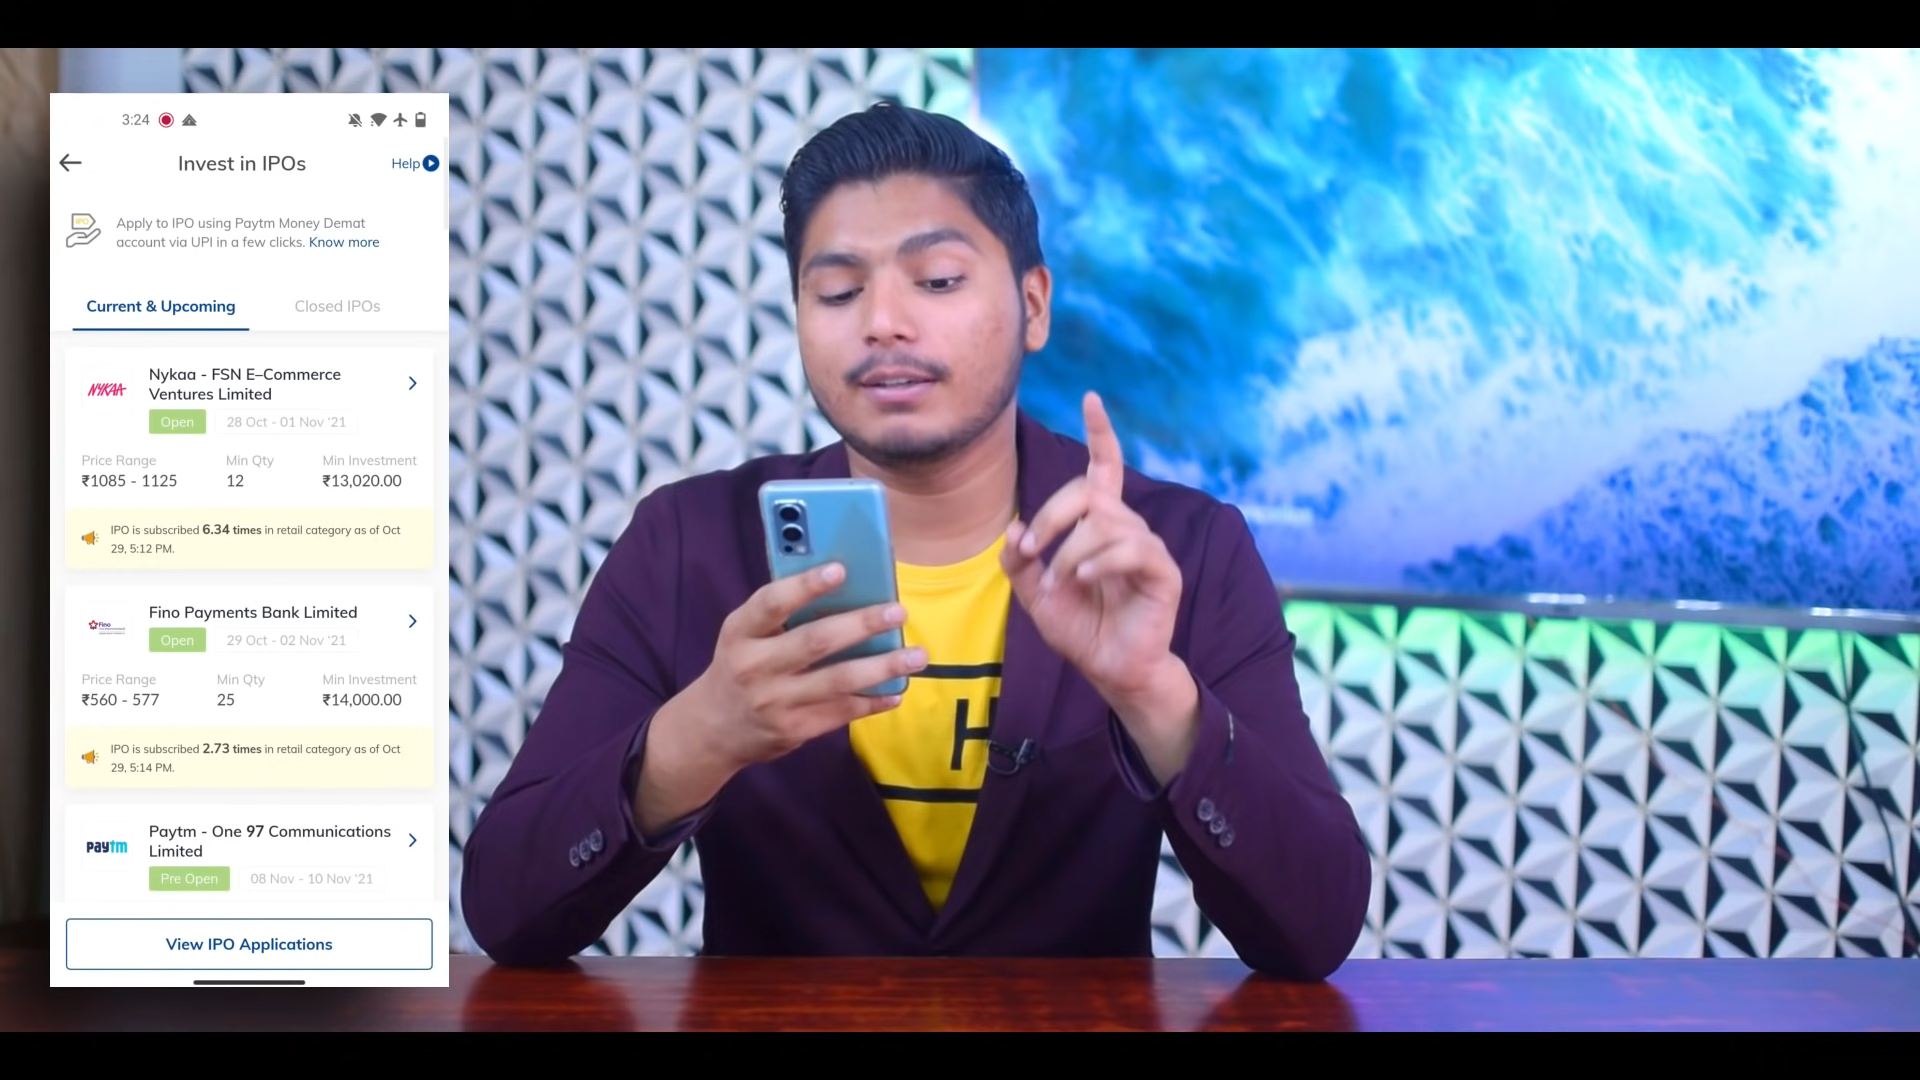 3:24
Invest in IPOs
Help
IPO
Apply to IPO using Paytm Money Demat
account via UPI in a few clicks. Know more
Current & Upcoming
Closed IPOs
NYKAA
Nykaa - FSN E–Commerce
Ventures Limited
Open
28 Oct - 01 Nov ‘21
Price Range
Min Qty
Min Investment
₹1085 - 1125
12
₹13,020.00
IPO is subscribed 6.34 times in retail category as of Oct
29, 5:12 PM.
Fino
Fino Payments Bank Limited
Open
29 Oct - 02 Nov ‘21
Price Range
Min Qty
Min Investment
₹560 - 577
25
₹14,000.00
IPO is subscribed 2.73 times in retail category as of Oct
29, 5:14 PM.
paytm
Paytm - One 97 Communications
Limited
Pre Open
08 Nov - 10 Nov ‘21
View IPO Applications
H